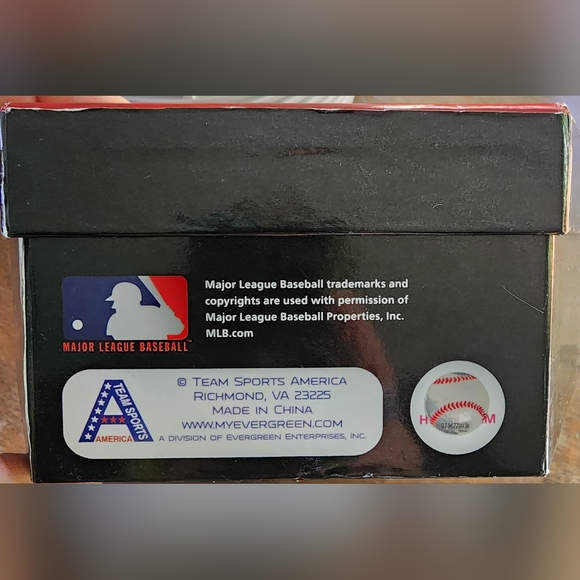 Major League Baseball trademarks and
copyrights are used with permission of
Major League Baseball Properties, Inc.
MLB.com
MAJOR LEAGUE BASEBALL™
TEAM SPORTS
AMERICA
© TEAM SPORTS AMERICA
RICHMOND, VA 23225
MADE IN CHINA
WWW.MYEVERGREEN.COM
A DIVISION OF EVERGREEN ENTERPRISES, INC.